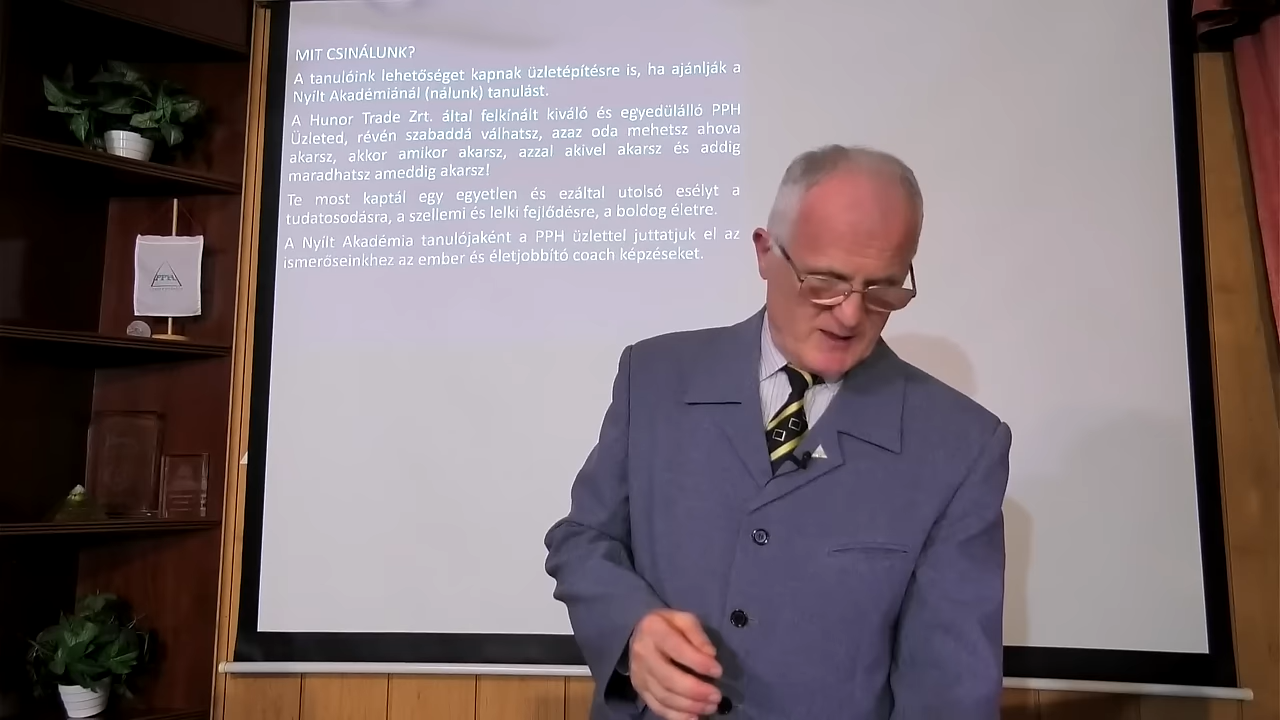 MIT CSINÁLUNK?
A tanulóink lehetőséget kapnak üzletépítésre is, ha ajánlják a
Nyílt Akadémiánál (nálunk) tanulást.
A Hunor Trade Zrt. által felkínált kiváló és egyedülálló PPH
Üzleted, révén szabaddá válhatsz, azaz oda mehetsz ahova
akarsz, akkor amikor akarsz, azzal akivel akarsz és addig
maradhatsz ameddig akarsz!
Te most kaptál egy egyetlen és ezáltal utolsó esélyt a
tudatosodásra, a szellemi és lelki fejlődésre, a boldog életre.
A Nyílt Akadémia tanulójaként a PPH üzlettel juttatjuk el az
ismerőseinkhez az ember és életjobbító coach képzéseket.